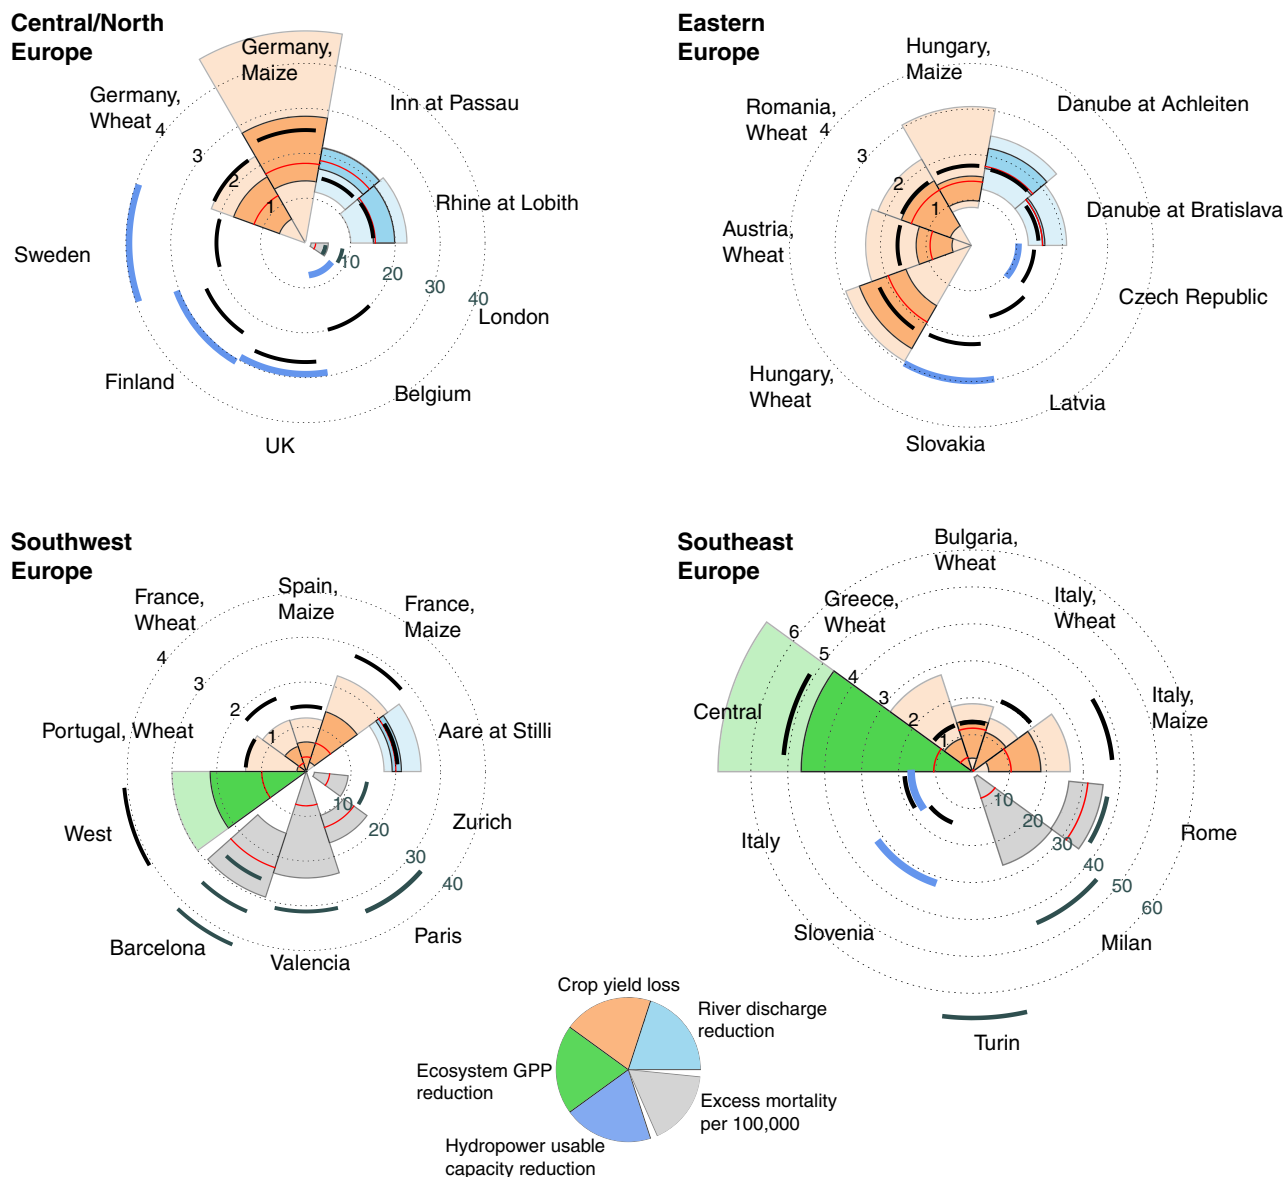 Central/North
Europe
Germany,
Maize
Inn at Passau
Germany,
Wheat
Rhine at Lobith
Sweden
London
Finland
Belgium
UK
4
3
2
1
10
20
30
40
Eastern
Europe
Hungary,
Maize
Danube at Achleiten
Romania,
Wheat
Danube at Bratislava
Austria,
Wheat
Czech Republic
Hungary,
Wheat
Latvia
Slovakia
4
3
2
1
Southwest
Europe
France,
Wheat
Spain,
Maize
France,
Maize
Portugal, Wheat
Aare at Stilli
West
Zurich
Barcelona
Valencia
Paris
4
3
2
1
10
20
30
40
Southeast
Europe
Bulgaria,
Wheat
Greece,
Wheat
Italy,
Wheat
Central
Italy,
Maize
Italy
Rome
Slovenia
Milan
Turin
6
5
4
3
2
1
10
20
30
40
50
60
Crop yield loss
River discharge
reduction
Ecosystem GPP
reduction
Excess mortality
per 100,000
Hydropower usable
capacity reduction